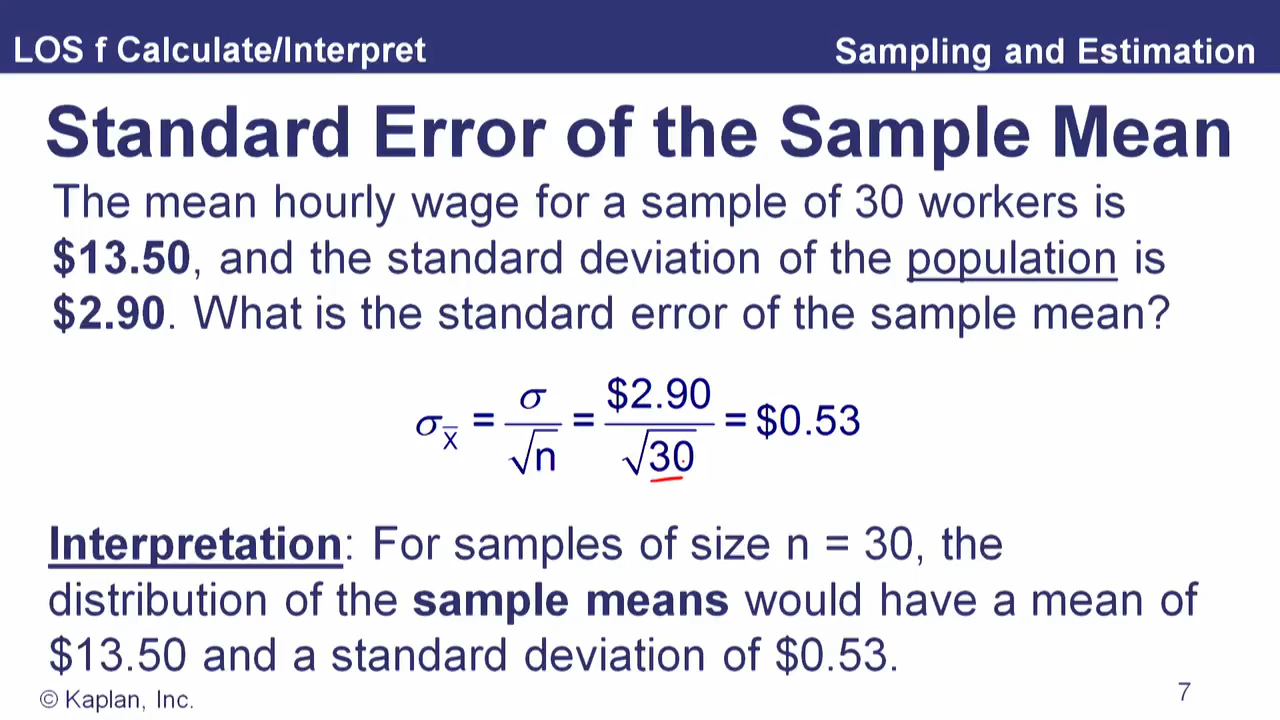 LOS f Calculate/Interpret
Sampling and Estimation
Standard Error of the Sample Mean
The mean hourly wage for a sample of 30 workers is
$13.50, and the standard deviation of the population is
$2.90. What is the standard error of the sample mean?
σ_x̄ = σ/√n = $2.90/√30 = $0.53
Interpretation: For samples of size n = 30, the
distribution of the sample means would have a mean of
$13.50 and a standard deviation of $0.53.
© Kaplan, Inc.
7